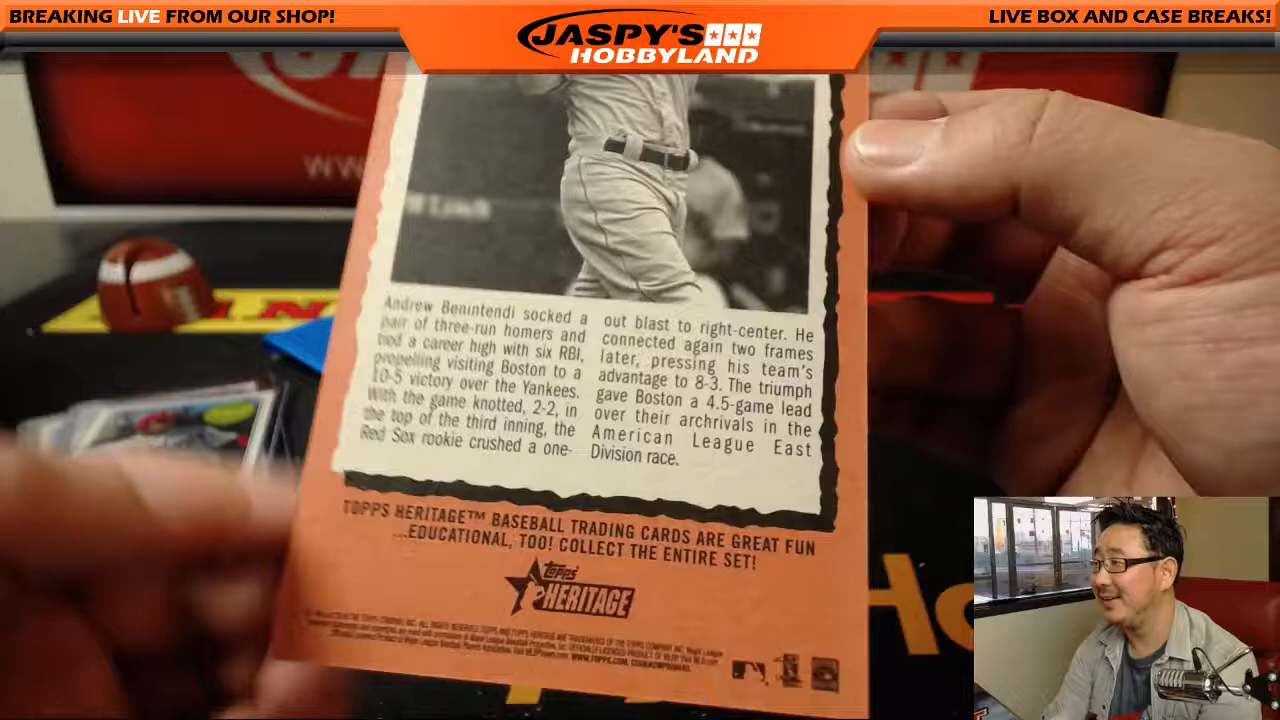 BREAKING LIVE FROM OUR SHOP!
JASPY'S
HOBBYLAND
LIVE BOX AND CASE BREAKS!
WW
Andrew Benintendi socked a
pair of three-run homers and
tied a career high with six RBI,
propelling visiting Boston to a
10-5 victory over the Yankees.
With the game knotted, 2-2, in
the top of the third inning, the
Red Sox rookie crushed a one-
out blast to right-center. He
connected again two frames
later, pressing his team's
advantage to 8-3. The triumph
gave Boston a 4.5-game lead
over their archrivals in the
American League East
Division race.
TOPPS HERITAGE™ BASEBALL TRADING CARDS ARE GREAT FUN
...EDUCATIONAL, TOO! COLLECT THE ENTIRE SET!
TOPPS
HERITAGE
Ho